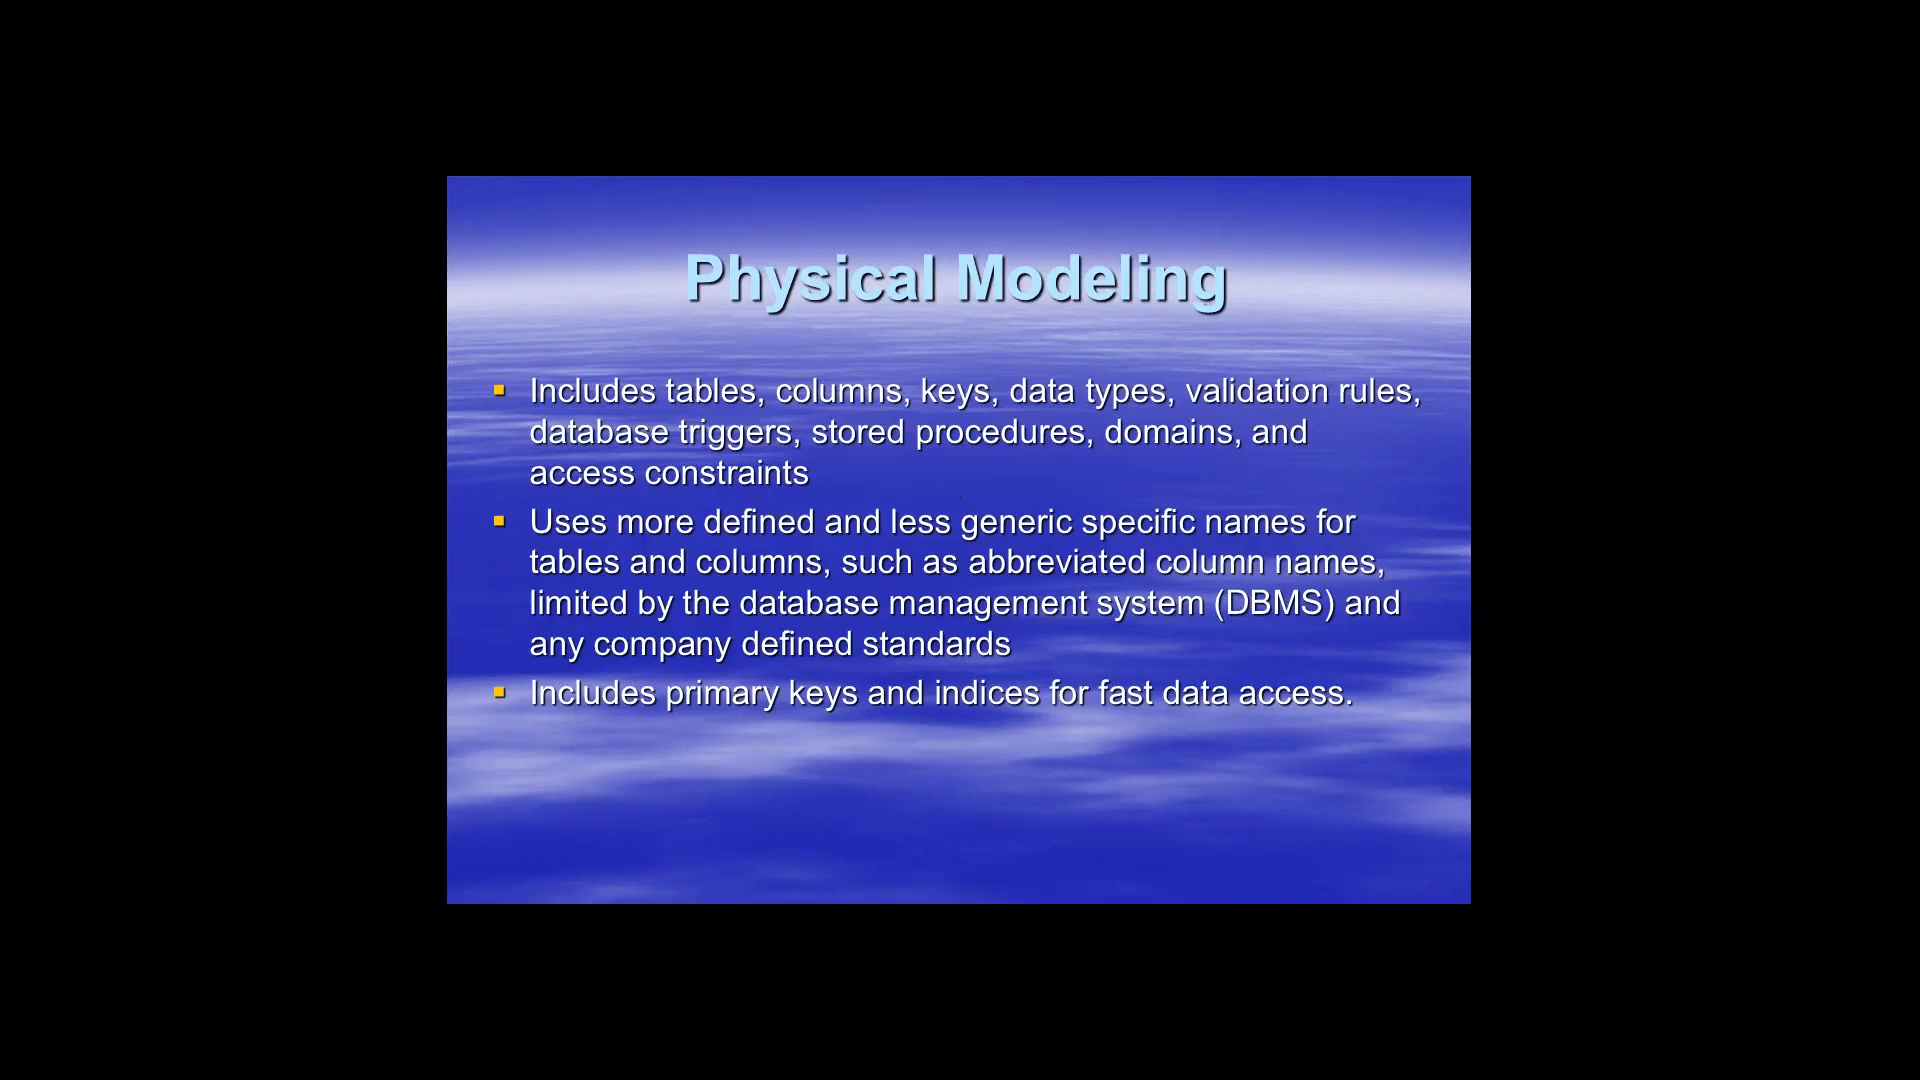 Physical Modeling
▪ Includes tables, columns, keys, data types, validation rules,
database triggers, stored procedures, domains, and
access constraints
▪ Uses more defined and less generic specific names for
tables and columns, such as abbreviated column names,
limited by the database management system (DBMS) and
any company defined standards
▪ Includes primary keys and indices for fast data access.